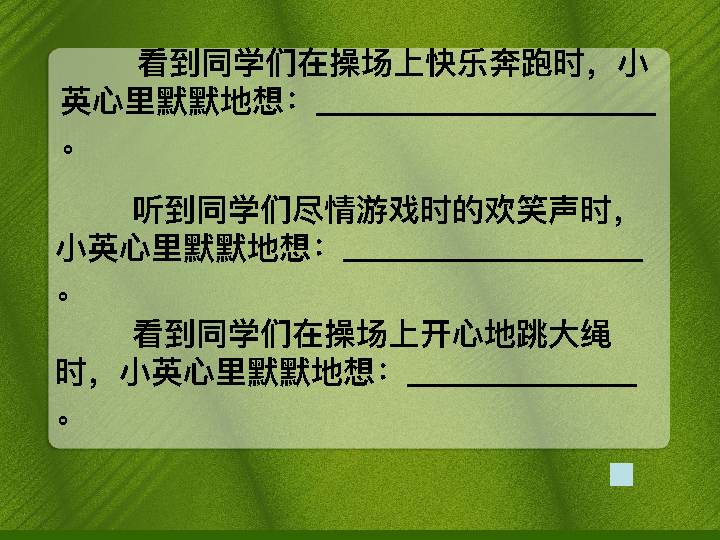 看到同学们在操场上快乐奔跑时，小
英心里默默地想：____________________
。
听到同学们尽情游戏时的欢笑声时，
小英心里默默地想：__________________
。
看到同学们在操场上开心地跳大绳
时，小英心里默默地想：______________
。